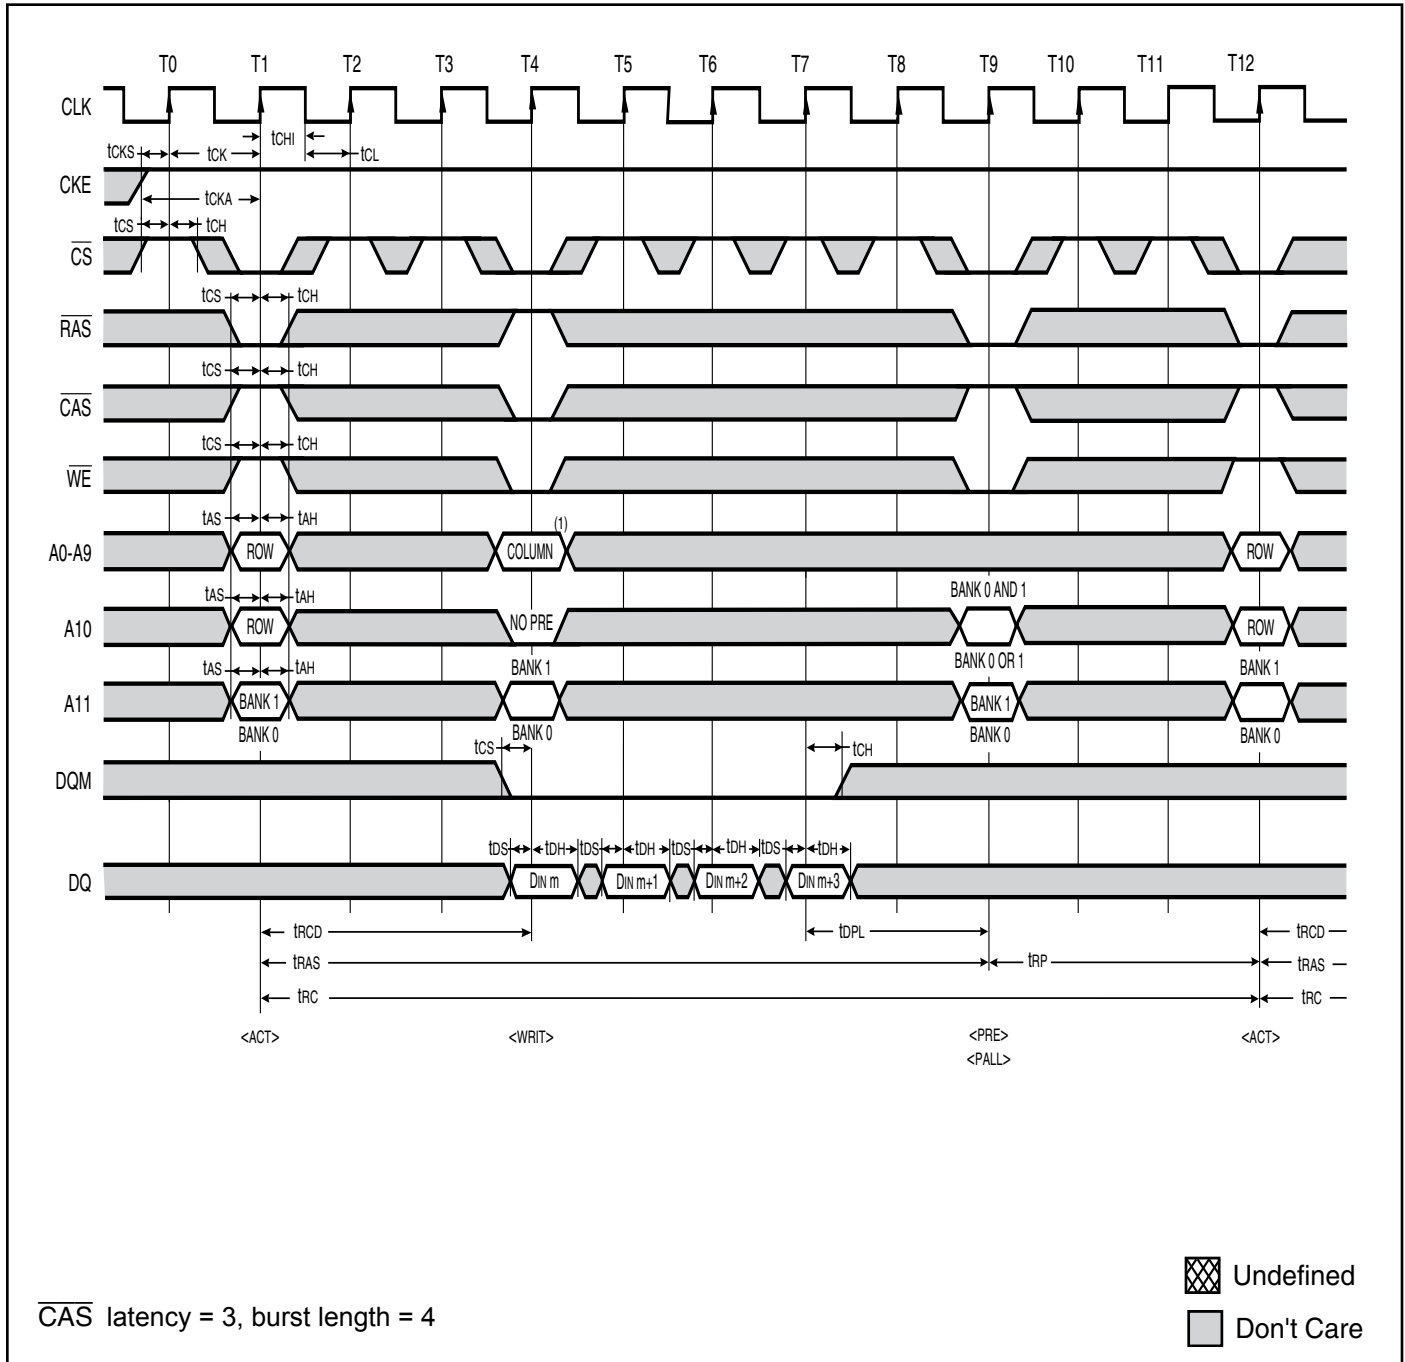 T0 T1 T2 T3 T4 T5 T6 T7 T8 T9 T10 T11 T12
CLK
tCHI
tCKS tCK tCL
CKE
tCKA
tCS tCH
CS
tCS tCH
RAS
tCS tCH
CAS
tCS tCH
WE
tAS tAH (1)
A0-A9 ROW COLUMN ROW
tAS tAH BANK 0 AND 1
A10 ROW NO PRE ROW
tAS tAH BANK 1 BANK 0 OR 1 BANK 1
A11 BANK 1 BANK 1
BANK 0 BANK 0 BANK 0 BANK 0
tCS tCH
DQM
tDS tDH tDS tDH tDS tDH tDS tDH
DQ DIN m DIN m+1 DIN m+2 DIN m+3
tRCD tDPL tRCD
tRAS tRP tRAS
tRC tRC
<ACT> <WRIT> <PRE> <ACT>
<PALL>
Undefined
CAS latency = 3, burst length = 4
Don't Care